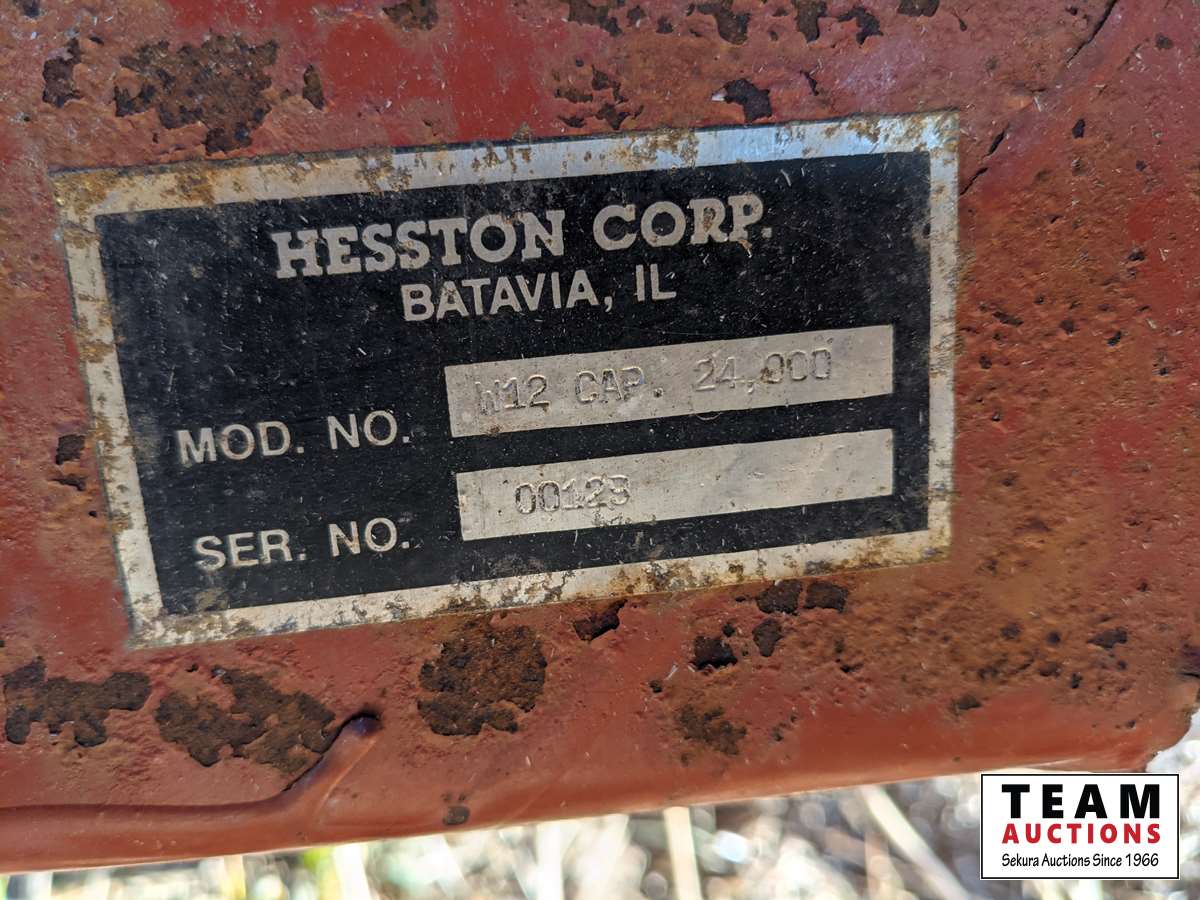 HESSTON CORP.
BATAVIA, IL
MOD. NO. W12 CAP. 24,000
SER. NO. 00123
TEAM
AUCTIONS
Sekura Auctions Since 1966